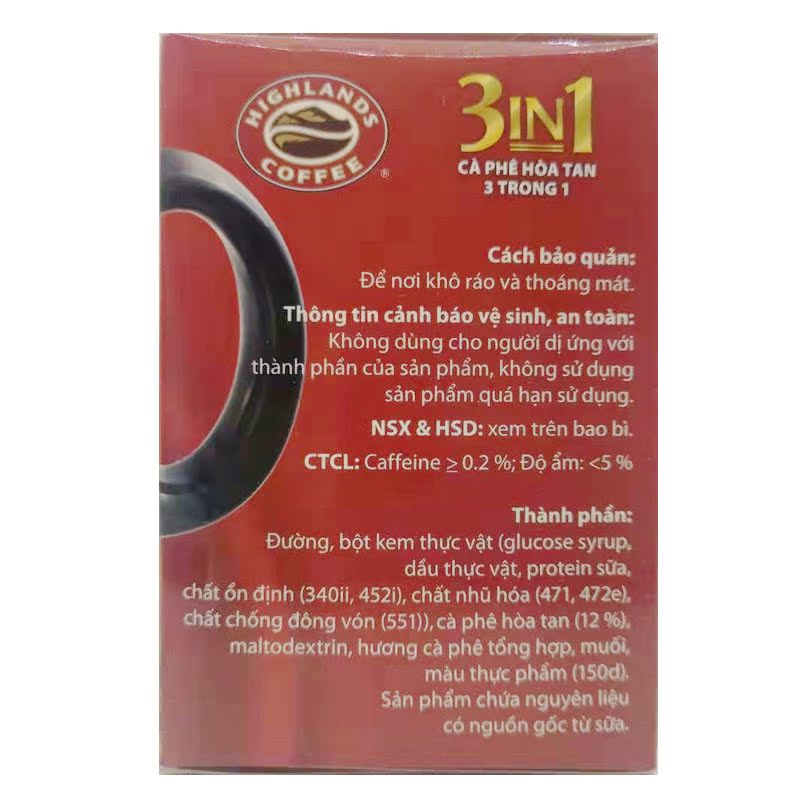 HIGHLANDS
COFFEE
®
3IN1
CÀ PHÊ HÒA TAN
3 TRONG 1
Cách bảo quản:
Để nơi khô ráo và thoáng mát.
Thông tin cảnh báo vệ sinh, an toàn:
Không dùng cho người dị ứng với
thành phần của sản phẩm, không sử dụng
sản phẩm quá hạn sử dụng.
NSX & HSD: xem trên bao bì.
CTCL: Caffeine ≥ 0.2 %; Độ ẩm: <5 %
Thành phần:
Đường, bột kem thực vật (glucose syrup,
dầu thực vật, protein sữa,
chất ổn định (340ii, 452i), chất nhũ hóa (471, 472e),
chất chống đông vón (551)), cà phê hòa tan (12 %),
maltodextrin, hương cà phê tổng hợp, muối,
màu thực phẩm (150d).
Sản phẩm chứa nguyên liệu
có nguồn gốc từ sữa.